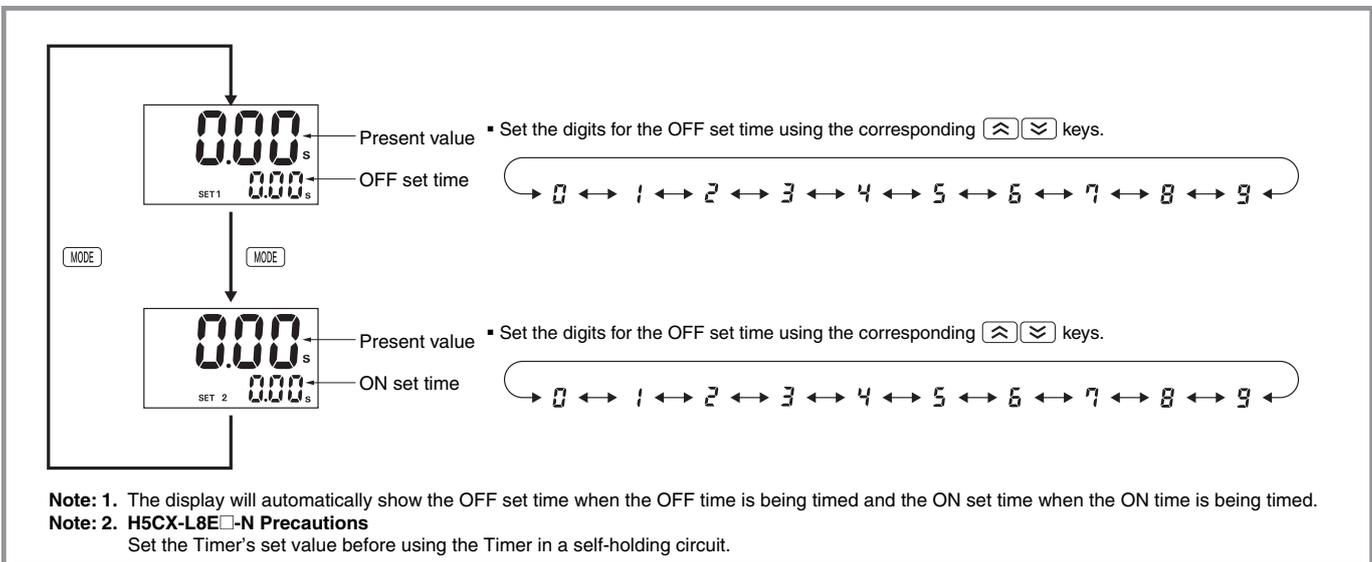 0.00 s
Present value
▪ Set the digits for the OFF set time using the corresponding keys.
SET 1 0.00 s
OFF set time
0 ↔ 1 ↔ 2 ↔ 3 ↔ 4 ↔ 5 ↔ 6 ↔ 7 ↔ 8 ↔ 9
MODE
MODE
0.00 s
Present value
▪ Set the digits for the OFF set time using the corresponding keys.
SET 2 0.00 s
ON set time
0 ↔ 1 ↔ 2 ↔ 3 ↔ 4 ↔ 5 ↔ 6 ↔ 7 ↔ 8 ↔ 9
Note: 1. The display will automatically show the OFF set time when the OFF time is being timed and the ON set time when the ON time is being timed.
Note: 2. H5CX-L8E□-N Precautions
Set the Timer's set value before using the Timer in a self-holding circuit.